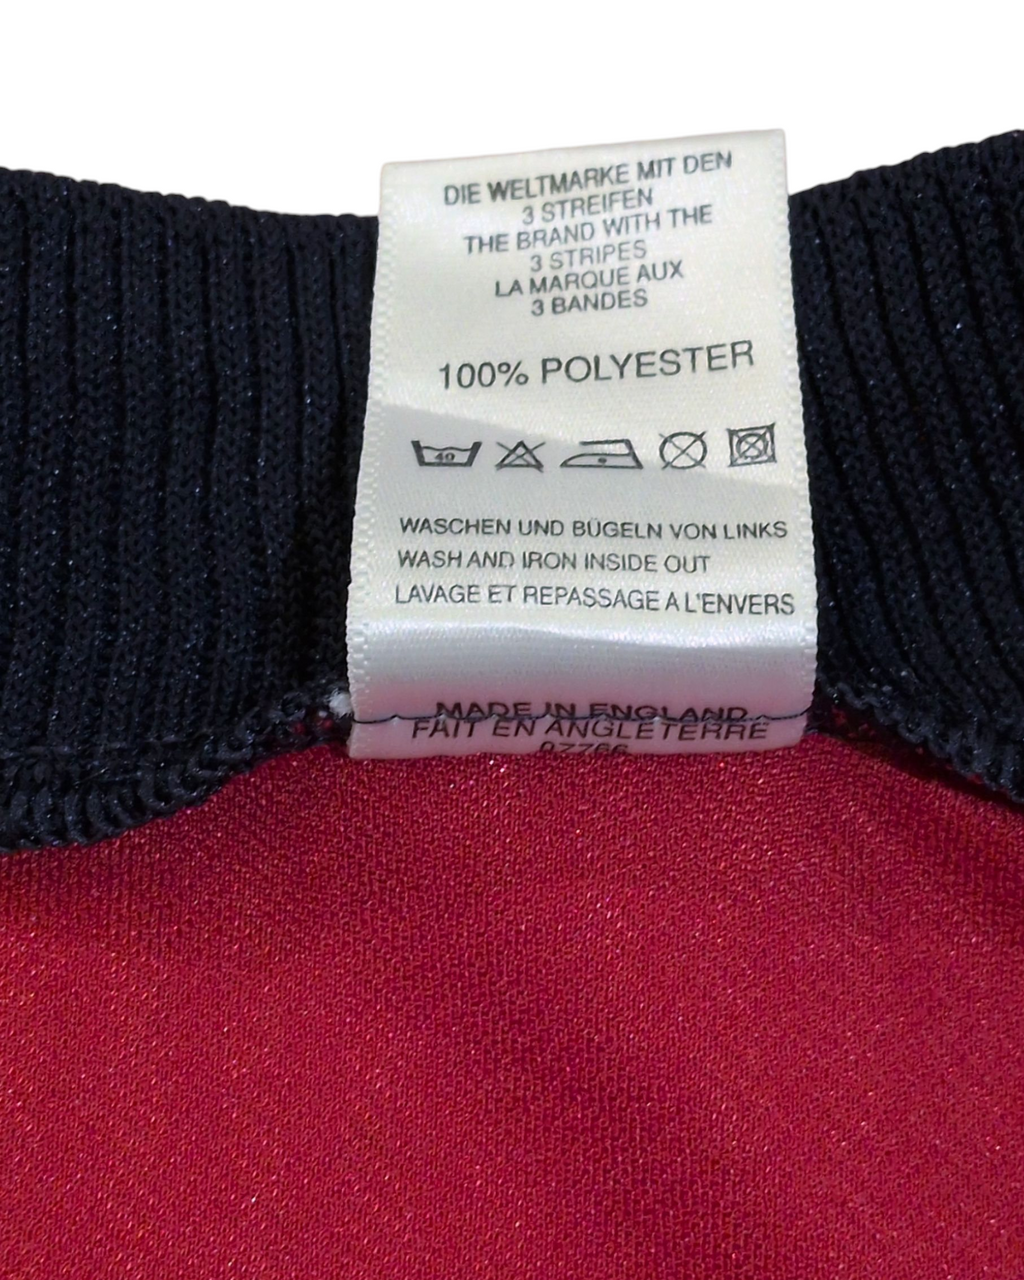 DIE WELTMARKE MIT DEN
3 STREIFEN
THE BRAND WITH THE
3 STRIPES
LA MARQUE AUX
3 BANDES
100% POLYESTER
40
WASCHEN UND BÜGELN VON LINKS
WASH AND IRON INSIDE OUT
LAVAGE ET REPASSAGE A L'ENVERS
MADE IN ENGLAND
FAIT EN ANGLETERRE